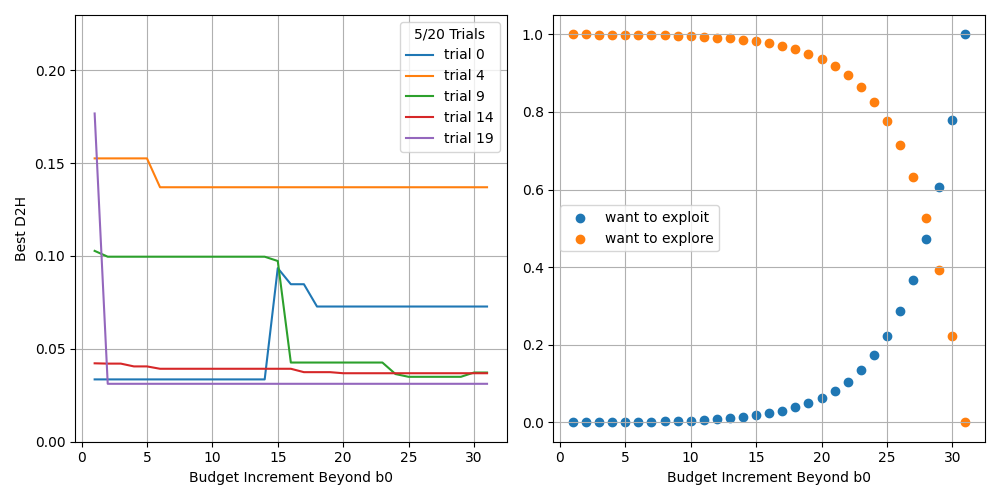 5/20 Trials
trial 0
trial 4
trial 9
trial 14
trial 19
Best D2H
0.20
0.15
0.10
0.05
0.00
0 5 10 15 20 25 30
Budget Increment Beyond b0
1.0
0.8
0.6
0.4
0.2
0.0
want to exploit
want to explore
0 5 10 15 20 25 30
Budget Increment Beyond b0